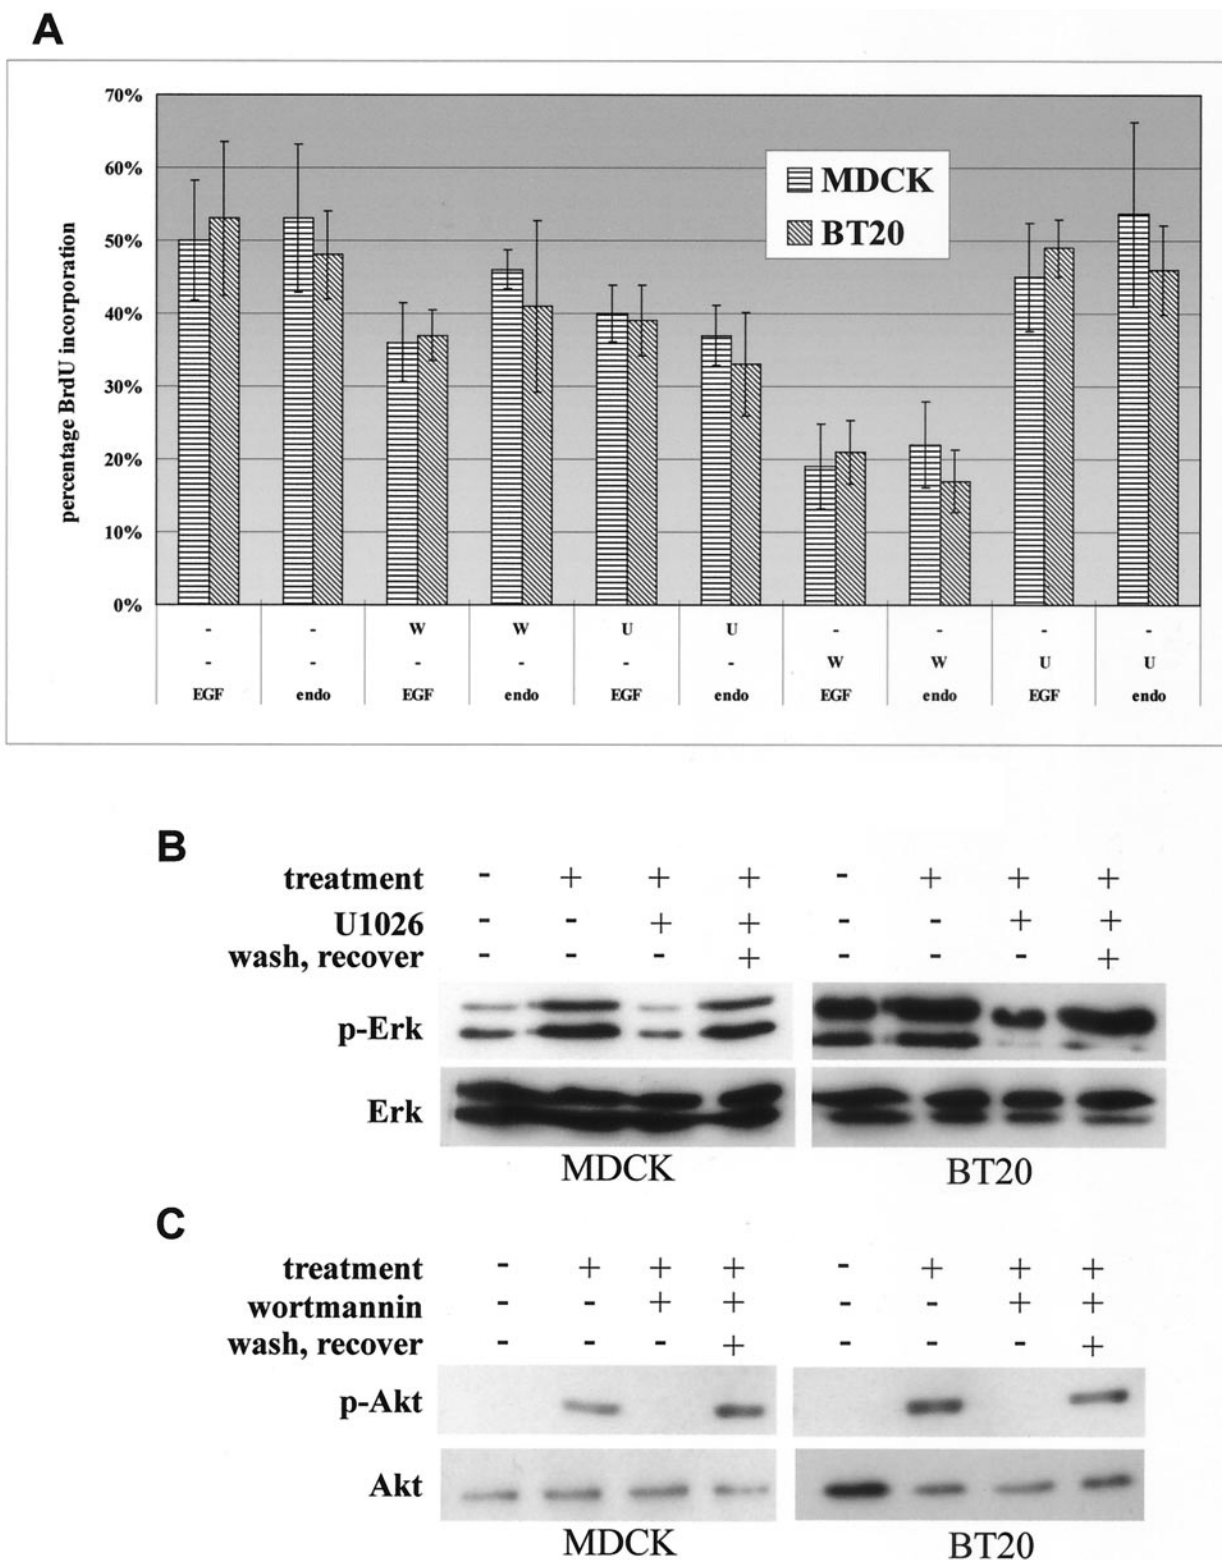 A
70%
60%
50%
40%
30%
20%
10%
0%
percentage BrdU incorporation
MDCK
BT20
- - W W U U - - - -
- - - - - - W W U U
EGF endo EGF endo EGF endo EGF endo EGF endo
B
treatment - + + + - + + +
U1026 - - + + - - + +
wash, recover - - - + - - - +
p-Erk
Erk
MDCK BT20
C
treatment - + + + - + + +
wortmannin - - + + - - + +
wash, recover - - - + - - - +
p-Akt
Akt
MDCK BT20